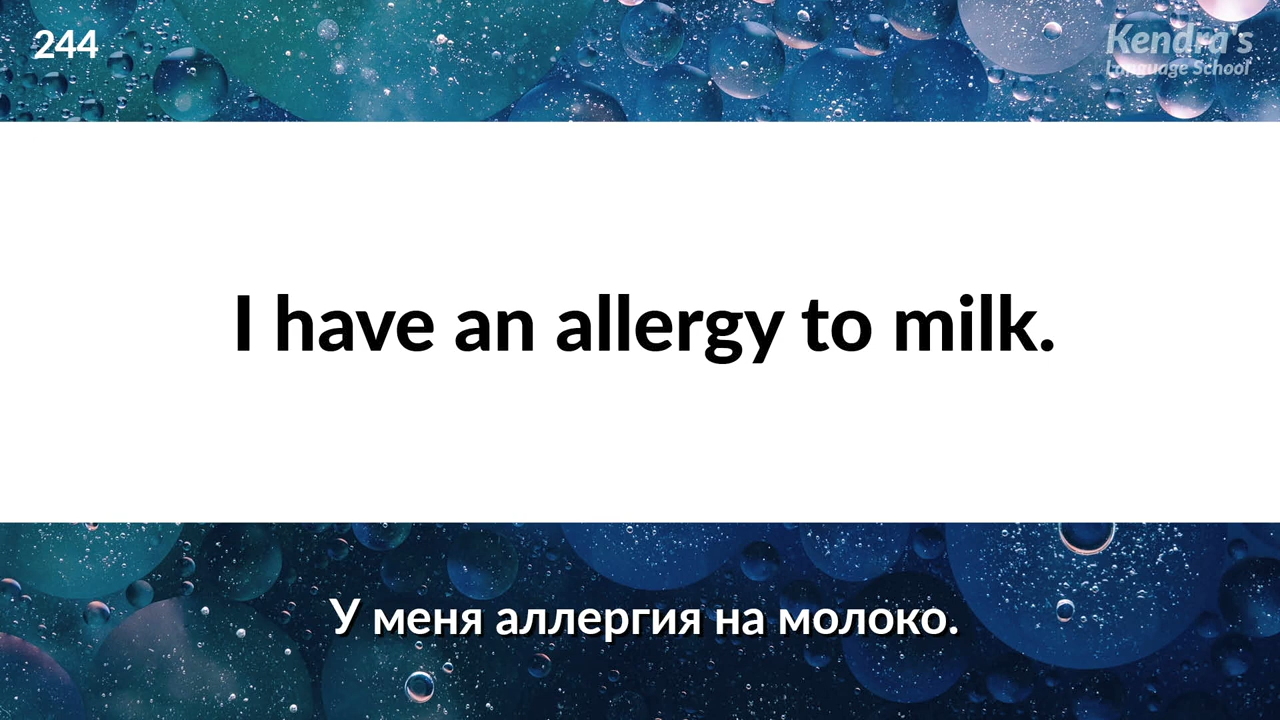 244
Kendra's
Language School
I have an allergy to milk.
У меня аллергия на молоко.